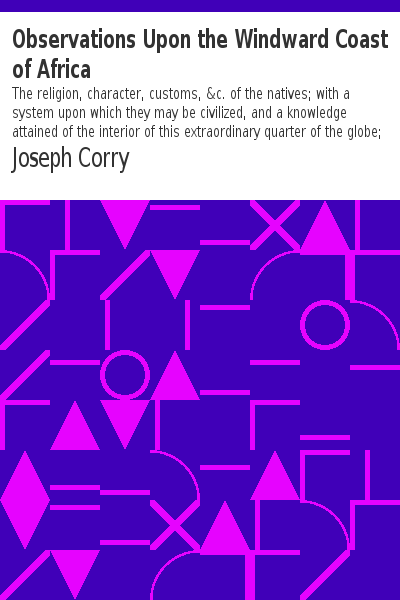 Observations Upon the Windward Coast
of Africa
The religion, character, customs, &c. of the natives; with a
system upon which they may be civilized, and a knowledge
attained of the interior of this extraordinary quarter of the globe;
Joseph Corry